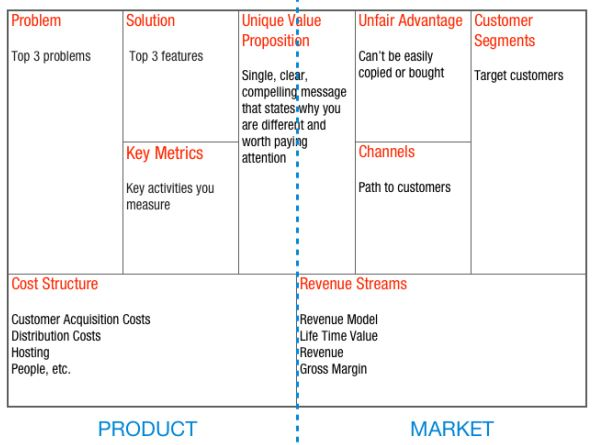 Problem
Top 3 problems
Solution
Top 3 features
Key Metrics
Key activities you
measure
Unique Value
Proposition
Single, clear,
compelling message
that states why you
are different and
worth paying
attention
Unfair Advantage
Can't be easily
copied or bought
Channels
Path to customers
Customer
Segments
Target customers
Cost Structure
Customer Acquisition Costs
Distribution Costs
Hosting
People, etc.
Revenue Streams
Revenue Model
Life Time Value
Revenue
Gross Margin
PRODUCT
MARKET